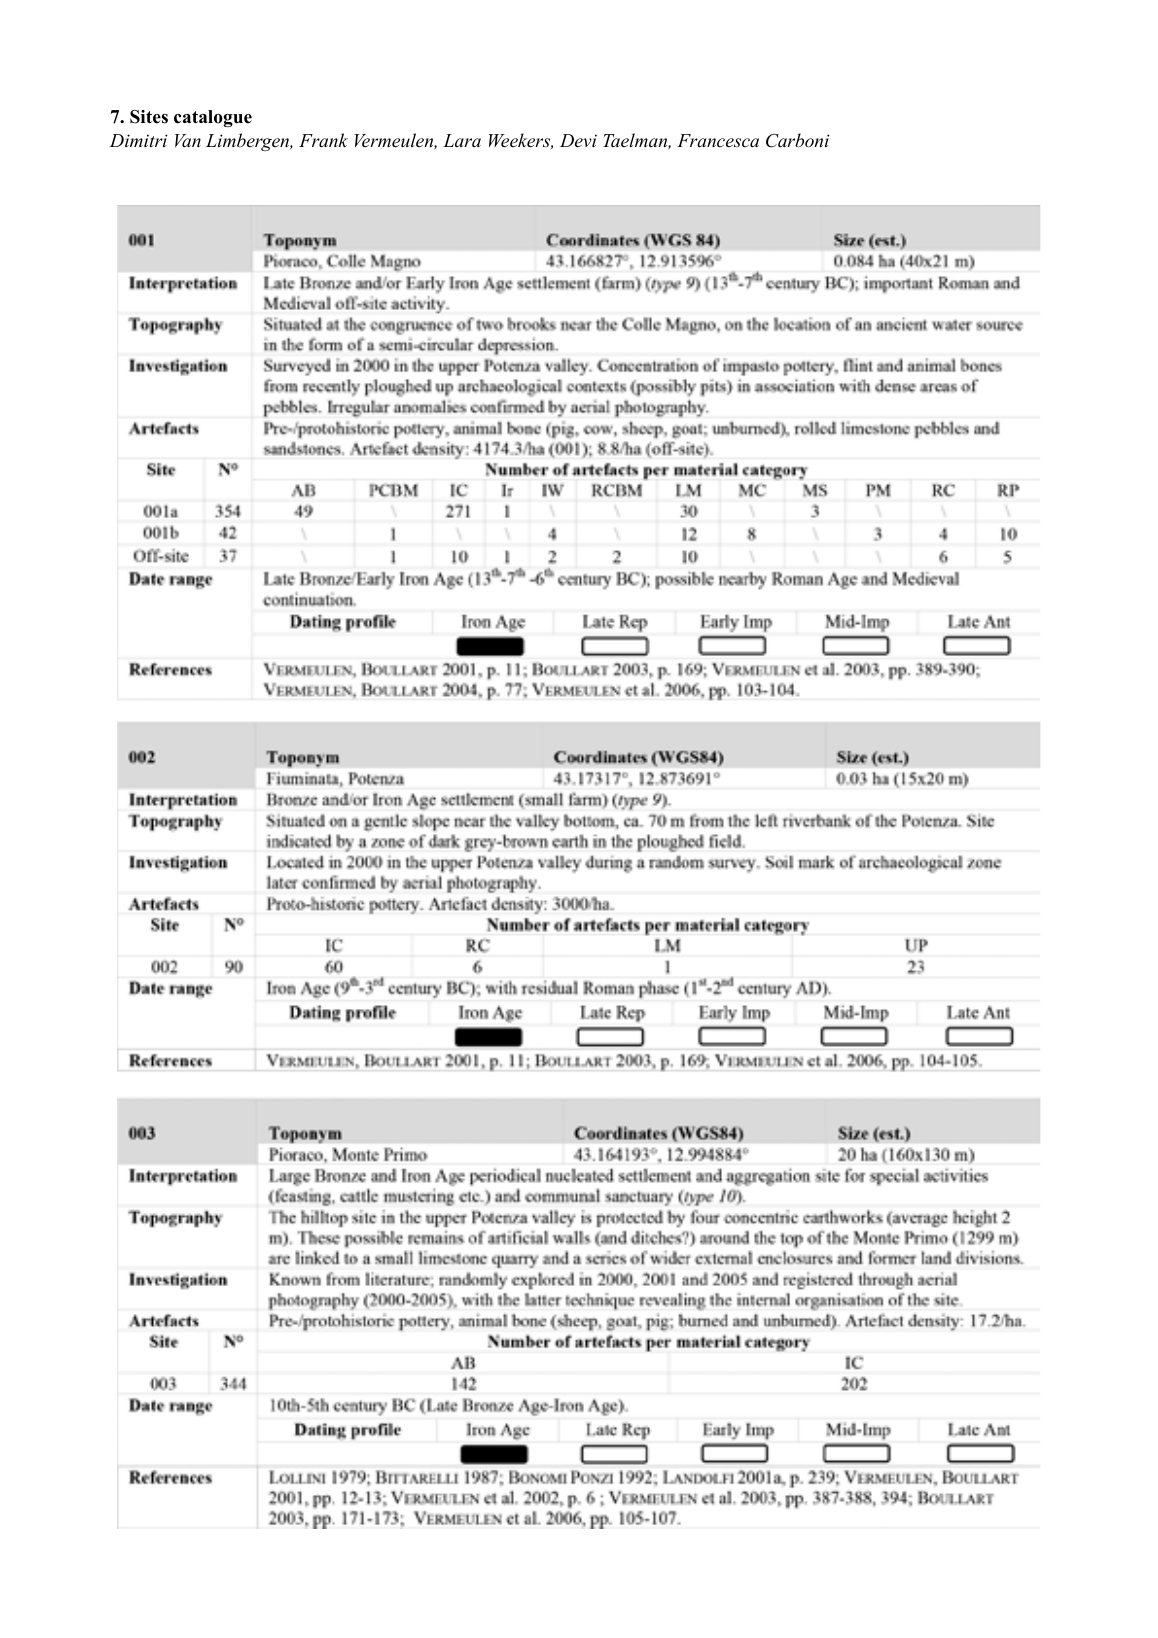 7. Sites catalogue
Dimitri Van Limbergen, Frank Vermeulen, Lara Weekers, Devi Taelman, Francesca Carboni
001 Toponym Coordinates (WGS 84) Size (est.)
Pioraco, Colle Magno 43.166827°, 12.913596° 0.084 ha (40x21 m)
Interpretation Late Bronze and/or Early Iron Age settlement (farm) (type 9) (13th-7th century BC); important Roman and
Medieval off-site activity.
Topography Situated at the congruence of two brooks near the Colle Magno, on the location of an ancient water source
in the form of a semi-circular depression.
Investigation Surveyed in 2000 in the upper Potenza valley. Concentration of impasto pottery, flint and animal bones
from recently ploughed up archaeological contexts (possibly pits) in association with dense areas of
pebbles. Irregular anomalies confirmed by aerial photography.
Artefacts Pre-/protohistoric pottery, animal bone (pig, cow, sheep, goat; unburned), rolled limestone pebbles and
sandstones. Artefact density: 4174.3/ha (001); 8.8/ha (off-site).
Site N° Number of artefacts per material category
AB PCBM IC Ir IW RCBM LM MC MS PM RC RP
001a 354 49 \ 271 1 \ \ 30 \ 3 \ \ \
001b 42 \ 1 \ \ 4 \ 12 8 \ 3 4 10
Off-site 37 \ 1 10 1 2 2 10 \ \ \ 6 5
Date range Late Bronze/Early Iron Age (13th-7th -6th century BC); possible nearby Roman Age and Medieval
continuation.
Dating profile Iron Age Late Rep Early Imp Mid-Imp Late Ant
References VERMEULEN, BOULLART 2001, p. 11; BOULLART 2003, p. 169; VERMEULEN et al. 2003, pp. 389-390;
VERMEULEN, BOULLART 2004, p. 77; VERMEULEN et al. 2006, pp. 103-104.
002 Toponym Coordinates (WGS84) Size (est.)
Fiuminata, Potenza 43.17317°, 12.873691° 0.03 ha (15x20 m)
Interpretation Bronze and/or Iron Age settlement (small farm) (type 9).
Topography Situated on a gentle slope near the valley bottom, ca. 70 m from the left riverbank of the Potenza. Site
indicated by a zone of dark grey-brown earth in the ploughed field.
Investigation Located in 2000 in the upper Potenza valley during a random survey. Soil mark of archaeological zone
later confirmed by aerial photography.
Artefacts Proto-historic pottery. Artefact density: 3000/ha.
Site N° Number of artefacts per material category
IC RC LM UP
002 90 60 6 1 23
Date range Iron Age (9th-3rd century BC); with residual Roman phase (1st-2nd century AD).
Dating profile Iron Age Late Rep Early Imp Mid-Imp Late Ant
References VERMEULEN, BOULLART 2001, p. 11; BOULLART 2003, p. 169; VERMEULEN et al. 2006, pp. 104-105.
003 Toponym Coordinates (WGS84) Size (est.)
Pioraco, Monte Primo 43.164193°, 12.994884° 20 ha (160x130 m)
Interpretation Large Bronze and Iron Age periodical nucleated settlement and aggregation site for special activities
(feasting, cattle mustering etc.) and communal sanctuary (type 10).
Topography The hilltop site in the upper Potenza valley is protected by four concentric earthworks (average height 2
m). These possible remains of artificial walls (and ditches?) around the top of the Monte Primo (1299 m)
are linked to a small limestone quarry and a series of wider external enclosures and former land divisions.
Investigation Known from literature; randomly explored in 2000, 2001 and 2005 and registered through aerial
photography (2000-2005), with the latter technique revealing the internal organisation of the site.
Artefacts Pre-/protohistoric pottery, animal bone (sheep, goat, pig; burned and unburned). Artefact density: 17.2/ha.
Site N° Number of artefacts per material category
AB IC
003 344 142 202
Date range 10th-5th century BC (Late Bronze Age-Iron Age).
Dating profile Iron Age Late Rep Early Imp Mid-Imp Late Ant
References LOLLINI 1979; BITTARELLI 1987; BONOMI PONZI 1992; LANDOLFI 2001a, p. 239; VERMEULEN, BOULLART
2001, pp. 12-13; VERMEULEN et al. 2002, p. 6 ; VERMEULEN et al. 2003, pp. 387-388, 394; BOULLART
2003, pp. 171-173; VERMEULEN et al. 2006, pp. 105-107.